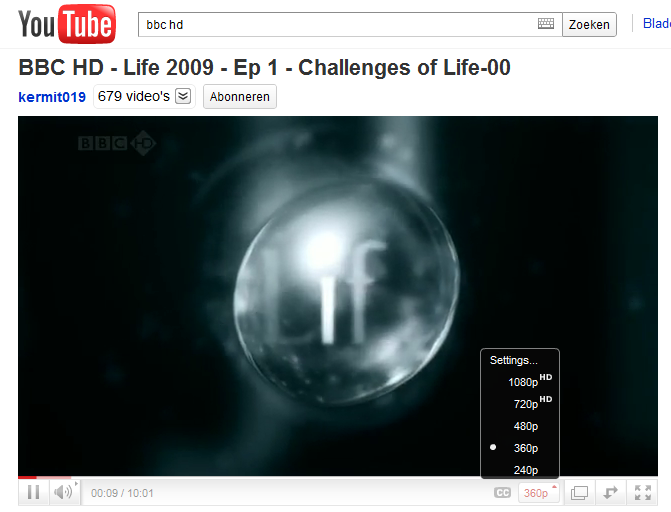 YouTube bbc hd Zoeken Blad
BBC HD - Life 2009 - Ep 1 - Challenges of Life-00
kermit019 679 video's Abonneren
BBC HD
Lif
Settings...
1080p HD
720p HD
480p
360p
240p
00:09 / 10:01 CC 360p